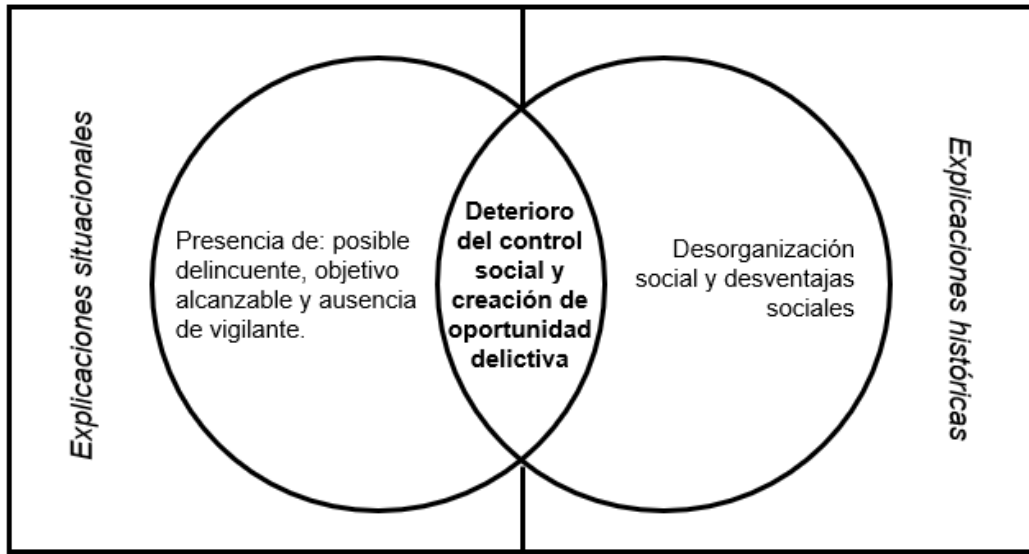 Explicaciones situacionales
Presencia de: posible
delincuente, objetivo
alcanzable y ausencia
de vigilante.
Deterioro
del control
social y
creación de
oportunidad
delictiva
Desorganización
social y desventajas
sociales
Explicaciones históricas